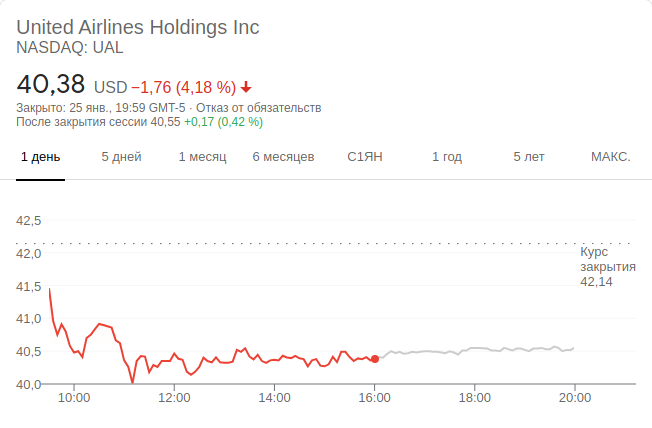 United Airlines Holdings Inc
NASDAQ: UAL
40,38 USD −1,76 (4,18 %)
Закрыто: 25 янв., 19:59 GMT-5 · Отказ от обязательств
После закрытия сессии 40,55 +0,17 (0,42 %)
1 день 5 дней 1 месяц 6 месяцев С1ЯН 1 год 5 лет МАКС.
42,5
42,0
41,5
41,0
40,5
40,0
Курс
закрытия
42,14
10:00 12:00 14:00 16:00 18:00 20:00